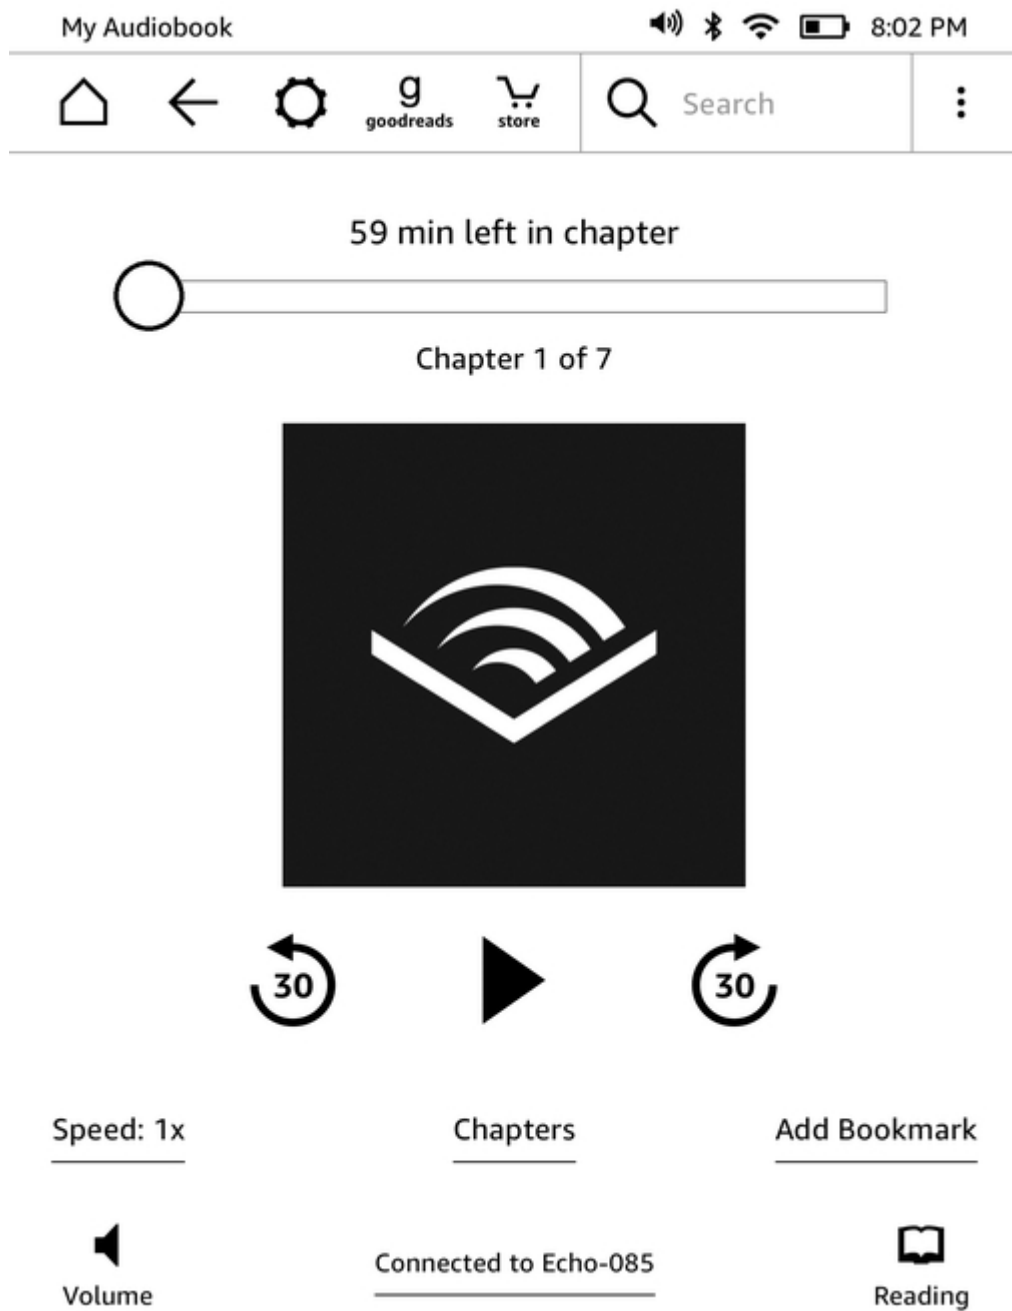 My Audiobook 8:02 PM
g
goodreads
store
Search
59 min left in chapter
Chapter 1 of 7
30
30
Speed: 1x
Chapters
Add Bookmark
Volume
Connected to Echo-085
Reading